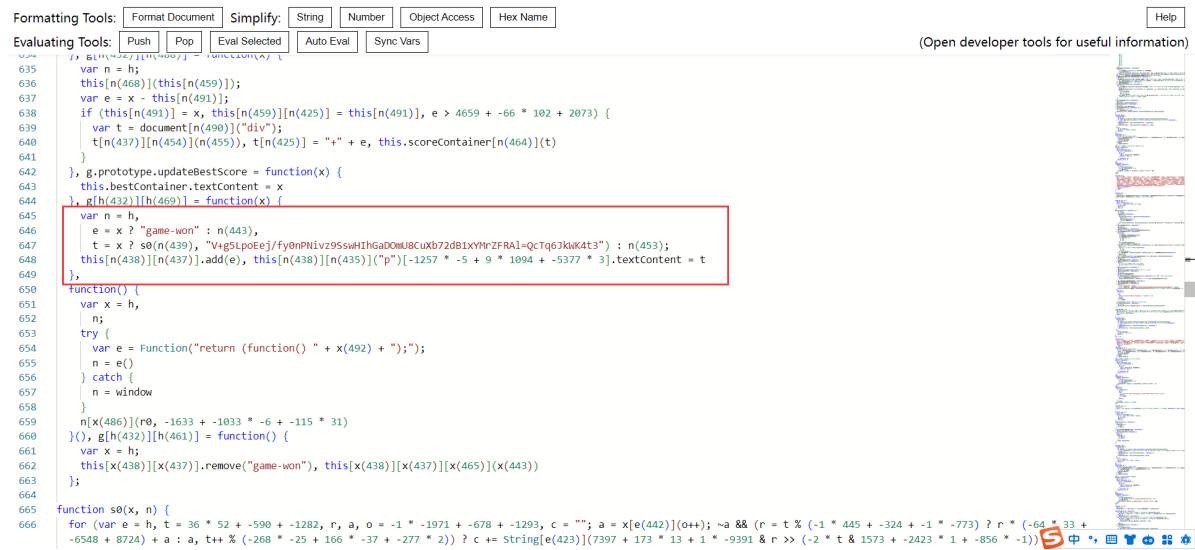 Formatting Tools: Format Document Simplify: String Number Object Access Hex Name Help
Evaluating Tools: Push Pop Eval Selected Auto Eval Sync Vars (Open developer tools for useful information)
634 }, g[h(432)][h(488)] = function(x) {
635 var n = h;
636 this[n(468)](this[n(459)]);
637 var e = x - this[n(491)];
638 if (this[n(491)] = x, this[n(459)][n(425)] = this[n(491)], e > 4659 + -66 * 102 + 2073) {
639 var t = document[n(490)]("div");
640 t[n(437)][n(454)](n(455)), t[n(425)] = "+" + e, this.scoreContainer[n(464)](t)
641 }
642 }, g.prototype.updateBestScore = function(x) {
643 this.bestContainer.textContent = x
644 }, g[h(432)][h(469)] = function(x) {
645 var n = h,
646 e = x ? "game-won" : n(443),
647 t = x ? s0(n(439), "V+g5LpoEej/fy0nPNivz9SswHIhGaDOmU8CuXb72dB1xYMrZFRAl=QcTq6JkWK4t3") : n(453);
648 this[n(438)][n(437)].add(e), this[n(438)][n(435)]("p")[-1257 * -5 + 9 * 1094 + -5377 * 3].textContent = t
649 },
650 function() {
651 var x = h,
652 n;
653 try {
654 var e = Function("return (function() " + x(492) + ");");
655 n = e()
656 } catch {
657 n = window
658 }
659 n[x(486)](r0, -1633 + -1033 * -6 + -115 * 31)
660 }(), g[h(432)][h(461)] = function() {
661 var x = h;
662 this[x(438)][x(437)].remove("game-won"), this[x(438)][x(437)][x(465)](x(443))
663 };
664
665 function s0(x, n) {
666 for (var e = h, t = 36 * 52 + -590 + -1282, r, a, o = -1 * -1971 + -678 + -1293, c = ""; a = x[e(442)](o++); ~a && (r = t % (-1 * 445 + -324 + -1 * -773) ? r * (-64 * 33 +
-6548 + 8724) + a : a, t++ % (-268 * -25 + 166 * -37 + -277 * 2)) ? c += String[e(423)](7397 + 173 * 13 + 1 * -9391 & r >> (-2 * t & 1573 + -2423 * 1 + -856 * -1))
S 中